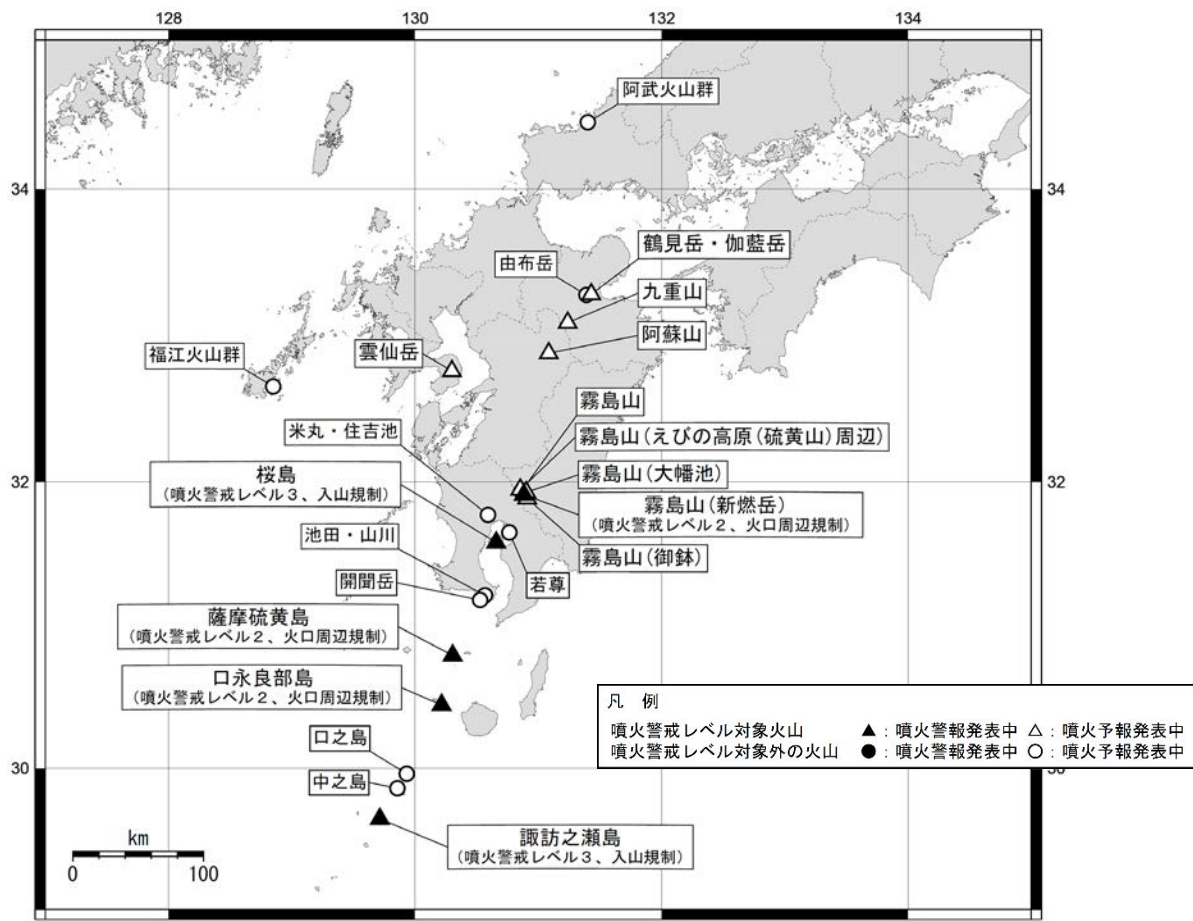 128
130
132
134
阿武火山群
34
34
鶴見岳・伽藍岳
由布岳
九重山
阿蘇山
雲仙岳
福江火山群
霧島山
米丸・住吉池
霧島山(えびの高原(硫黄山)周辺)
桜島
(噴火警戒レベル３、入山規制)
霧島山(大幡池)
32
32
霧島山(新燃岳)
(噴火警戒レベル２、火口周辺規制)
池田・山川
霧島山(御鉢)
開聞岳
若尊
薩摩硫黄島
(噴火警戒レベル２、火口周辺規制)
口永良部島
(噴火警戒レベル２、火口周辺規制)
凡 例
噴火警戒レベル対象火山 ▲：噴火警報発表中 △：噴火予報発表中
噴火警戒レベル対象外の火山 ●：噴火警報発表中 ○：噴火予報発表中
口之島
30
中之島
諏訪之瀬島
(噴火警戒レベル３、入山規制)
km
0 100